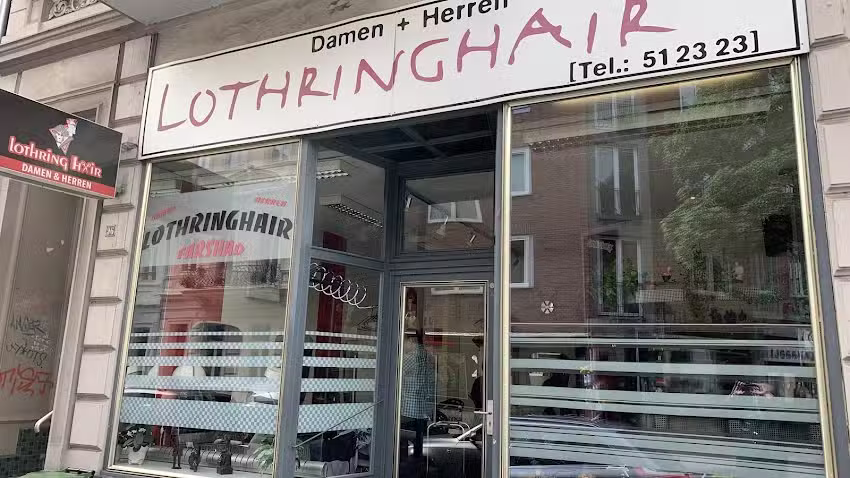 Damen + Herren
LOTHRINGHAIR
[Tel.: 51 23 23]
lothring Hair
DAMEN & HERREN
HERREN
LOTHRINGHAIR
FARSHAD